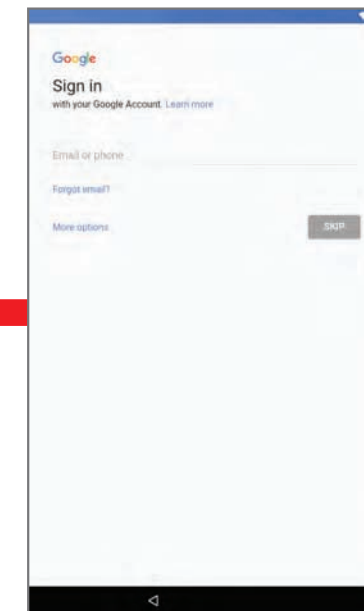 Google
Sign in
with your Google Account. Learn more
Email or phone
Forgot email?
More options
SKIP